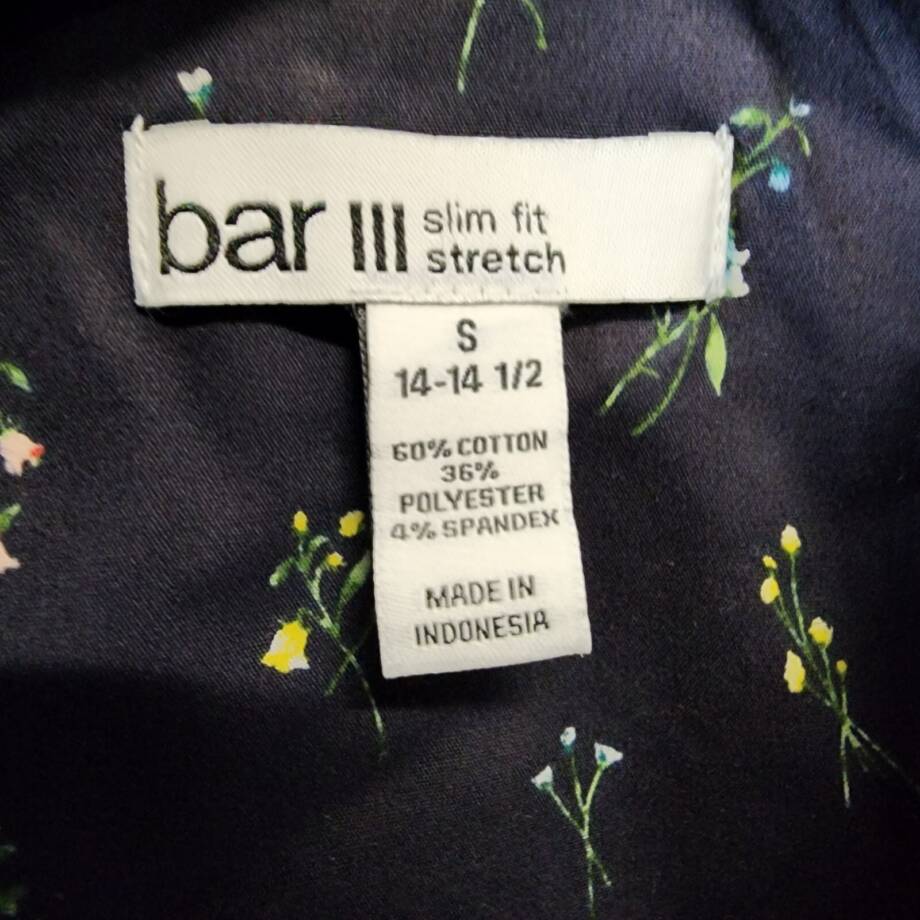 bar III slim fit
stretch
S
14-14 1/2
60% COTTON
36%
POLYESTER
4% SPANDEX
MADE IN
INDONESIA